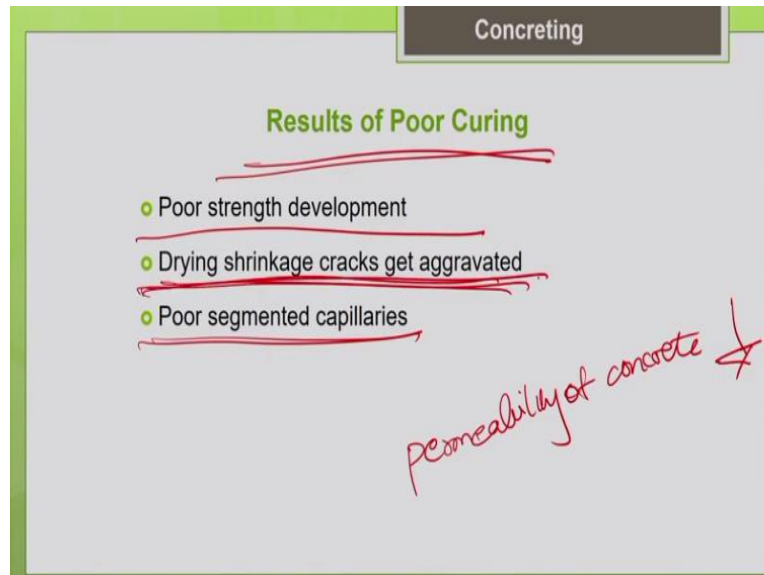 Concreting
Results of Poor Curing
Poor strength development
Drying shrinkage cracks get aggravated
Poor segmented capillaries
permeability of concrete ↓